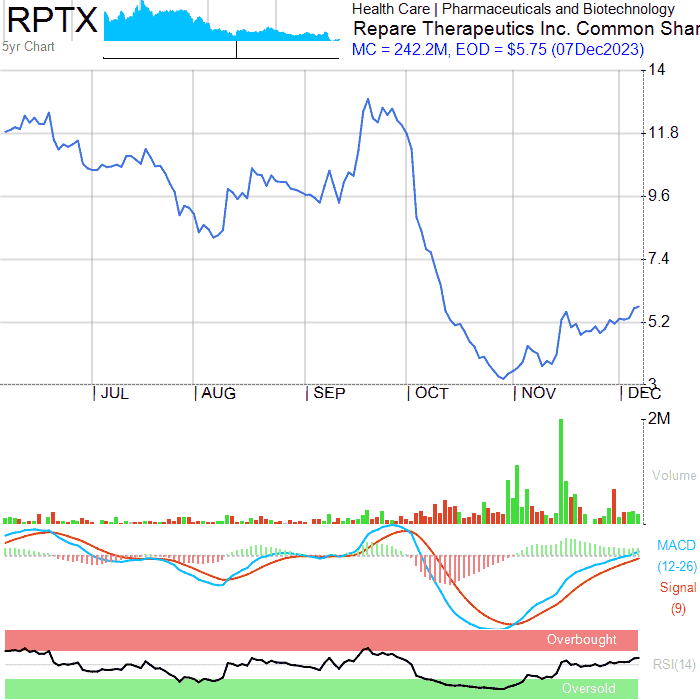 RPTX
5yr Chart
Health Care | Pharmaceuticals and Biotechnology
Repare Therapeutics Inc. Common Shar
MC = 242.2M, EOD = $5.75 (07Dec2023)
14
11.8
9.6
7.4
5.2
3
JUL AUG SEP OCT NOV DEC
2M
Volume
MACD
(12-26)
Signal
(9)
Overbought
RSI(14)
Oversold